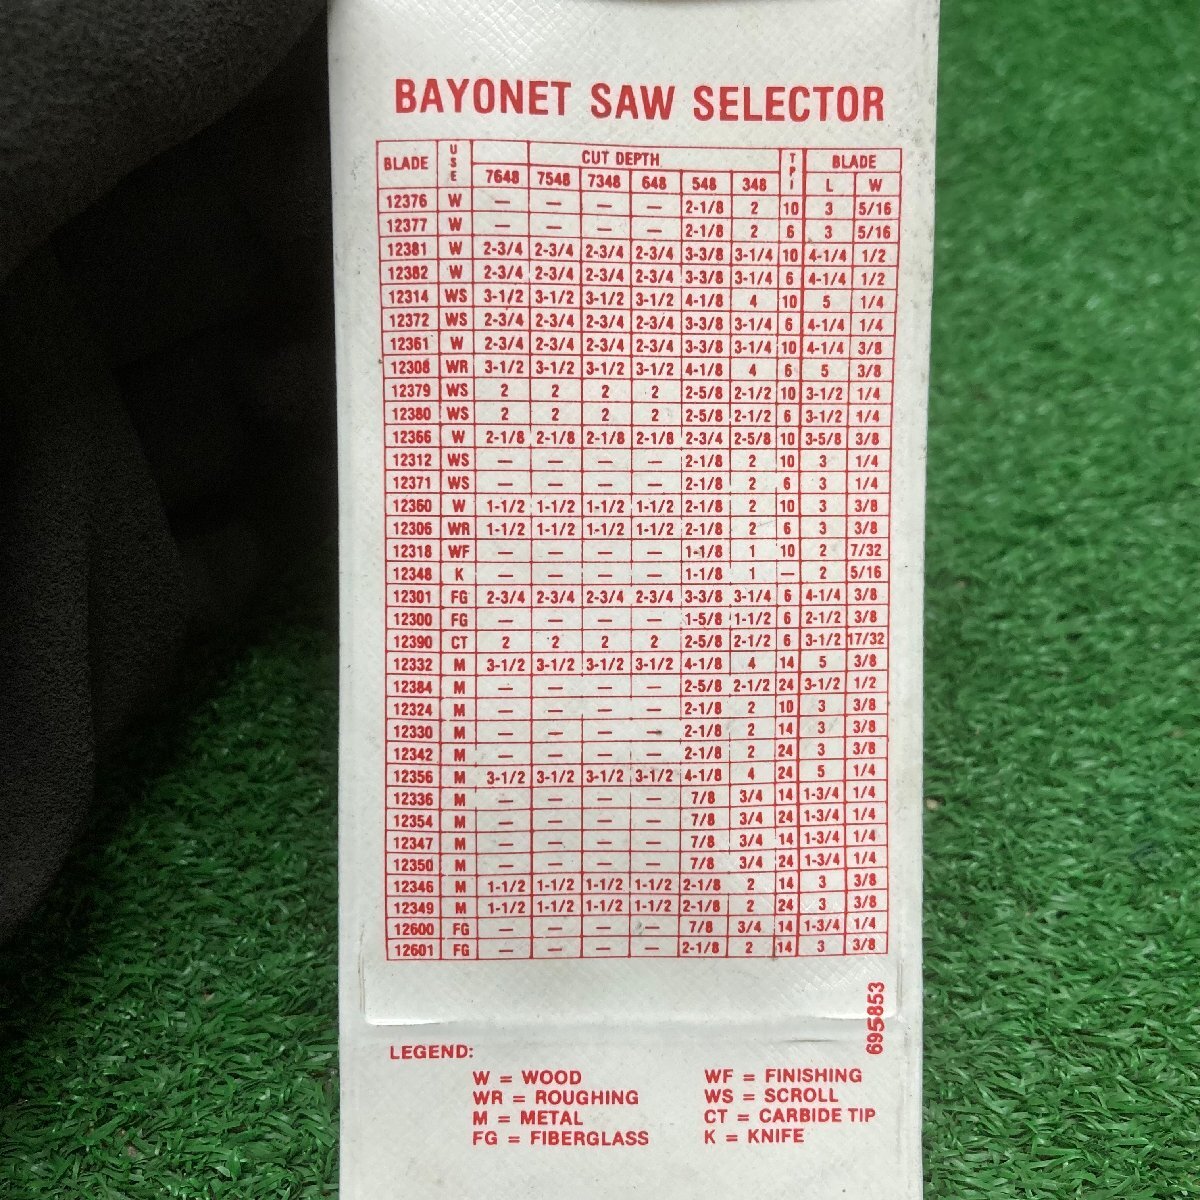 BAYONET SAW SELECTOR
BLADE USE CUT DEPTH TPI BLADE
7648 7548 7348 648 548 348 L W
12376 W — — — — 2-1/8 2 10 3 5/16
12377 W — — — — 2-1/8 2 6 3 5/16
12381 W 2-3/4 2-3/4 2-3/4 2-3/4 3-3/8 3-1/4 10 4-1/4 1/2
12382 W 2-3/4 2-3/4 2-3/4 2-3/4 3-3/8 3-1/4 6 4-1/4 1/2
12314 WS 3-1/2 3-1/2 3-1/2 3-1/2 4-1/8 4 10 5 1/4
12372 WS 2-3/4 2-3/4 2-3/4 2-3/4 3-3/8 3-1/4 6 4-1/4 1/4
12361 W 2-3/4 2-3/4 2-3/4 2-3/4 3-3/8 3-1/4 10 4-1/4 3/8
12308 WR 3-1/2 3-1/2 3-1/2 3-1/2 4-1/8 4 6 5 3/8
12379 WS 2 2 2 2 2-5/8 2-1/2 10 3-1/2 1/4
12380 WS 2 2 2 2 2-5/8 2-1/2 6 3-1/2 1/4
12366 W 2-1/8 2-1/8 2-1/8 2-1/8 2-3/4 2-5/8 10 3-5/8 3/8
12312 WS — — — — 2-1/8 2 10 3 1/4
12371 WS — — — — 2-1/8 2 6 3 1/4
12360 W 1-1/2 1-1/2 1-1/2 1-1/2 2-1/8 2 10 3 3/8
12306 WR 1-1/2 1-1/2 1-1/2 1-1/2 2-1/8 2 6 3 3/8
12318 WF — — — — 1-1/8 1 10 2 7/32
12348 K — — — — 1-1/8 1 — 2 5/16
12301 FG 2-3/4 2-3/4 2-3/4 2-3/4 3-3/8 3-1/4 6 4-1/4 3/8
12300 FG — — — — 1-5/8 1-1/2 6 2-1/2 3/8
12390 CT 2 2 2 2 2-5/8 2-1/2 6 3-1/2 17/32
12332 M 3-1/2 3-1/2 3-1/2 3-1/2 4-1/8 4 14 5 3/8
12384 M — — — — 2-5/8 2-1/2 24 3-1/2 1/2
12324 M — — — — 2-1/8 2 10 3 3/8
12330 M — — — — 2-1/8 2 14 3 3/8
12342 M — — — — 2-1/8 2 24 3 3/8
12356 M 3-1/2 3-1/2 3-1/2 3-1/2 4-1/8 4 24 5 1/4
12336 M — — — — 7/8 3/4 14 1-3/4 1/4
12354 M — — — — 7/8 3/4 24 1-3/4 1/4
12347 M — — — — 7/8 3/4 14 1-3/4 1/4
12350 M — — — — 7/8 3/4 24 1-3/4 1/4
12346 M 1-1/2 1-1/2 1-1/2 1-1/2 2-1/8 2 14 3 3/8
12349 M 1-1/2 1-1/2 1-1/2 1-1/2 2-1/8 2 24 3 3/8
12600 FG — — — — 7/8 3/4 14 1-3/4 1/4
12601 FG — — — — 2-1/8 2 14 3 3/8
695853
LEGEND:
W = WOOD WF = FINISHING
WR = ROUGHING WS = SCROLL
M = METAL CT = CARBIDE TIP
FG = FIBERGLASS K = KNIFE